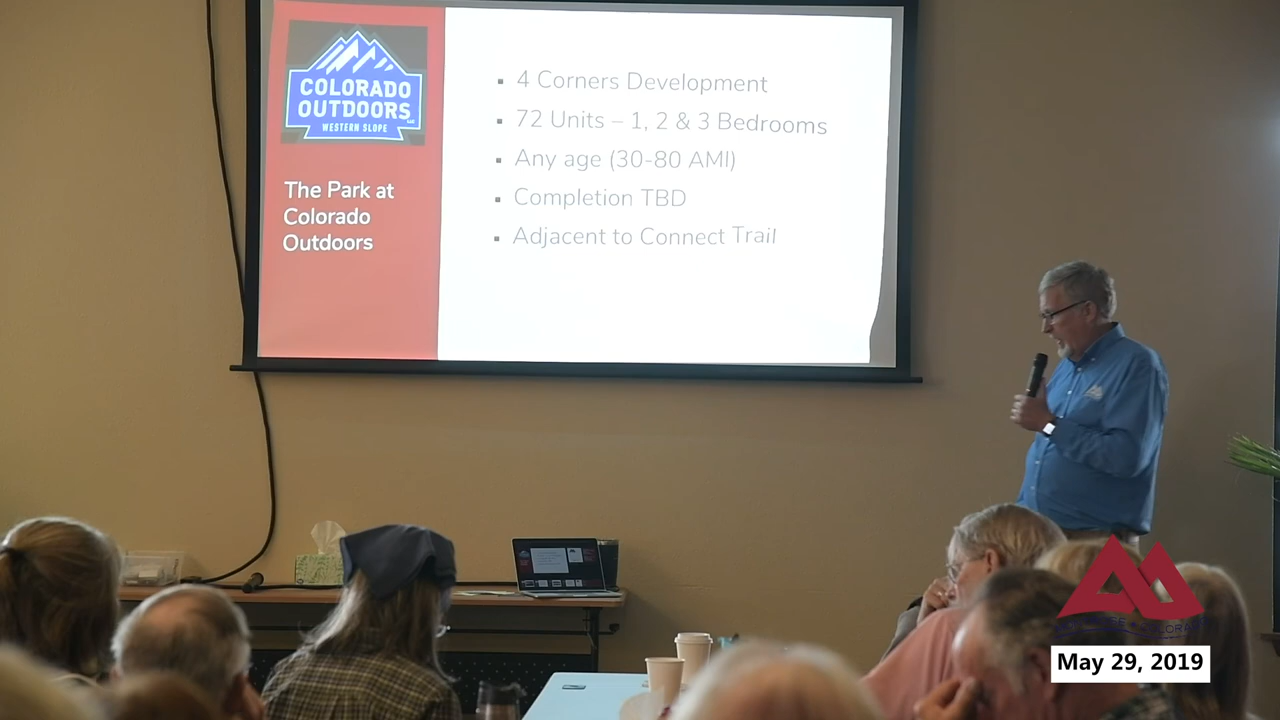 COLORADO
OUTDOORS
WESTERN SLOPE
The Park at
Colorado
Outdoors
4 Corners Development
72 Units – 1, 2 & 3 Bedrooms
Any age (30-80 AMI)
Completion TBD
Adjacent to Connect Trail
May 29, 2019